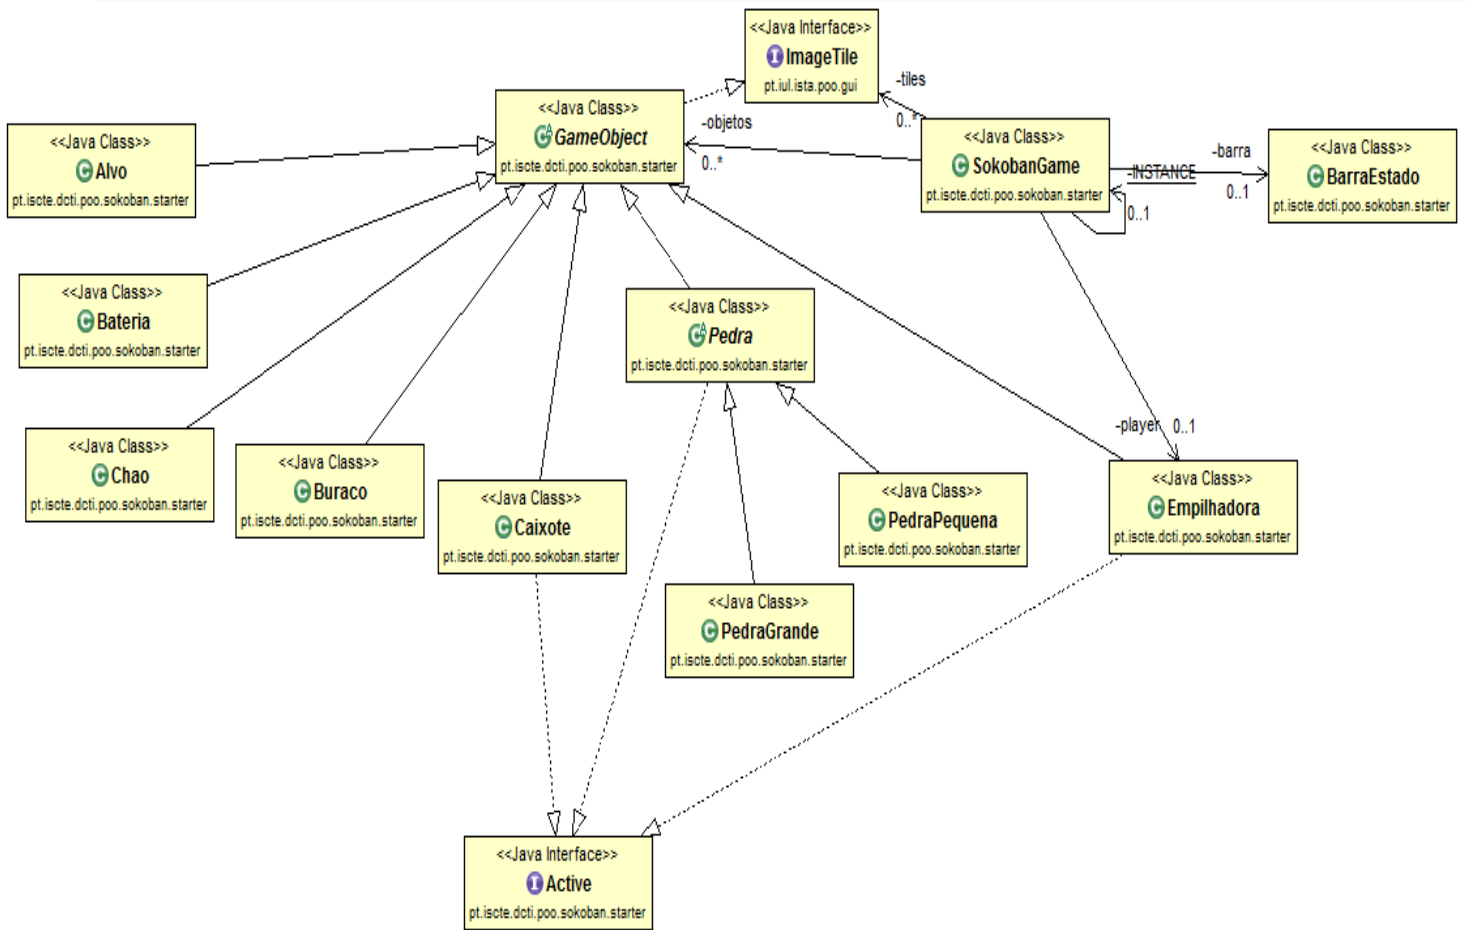 <<Java Interface>>
ImageTile
pt.iul.ista.poo.gui
-tiles
0..*
<<Java Class>>
GameObject
pt.iscte.dcti.poo.sokoban.starter
-objetos
0..*
<<Java Class>>
SokobanGame
pt.iscte.dcti.poo.sokoban.starter
-INSTANCE
0..1
-barra
0..1
<<Java Class>>
BarraEstado
pt.iscte.dcti.poo.sokoban.starter
<<Java Class>>
Alvo
pt.iscte.dcti.poo.sokoban.starter
<<Java Class>>
Bateria
pt.iscte.dcti.poo.sokoban.starter
<<Java Class>>
Pedra
pt.iscte.dcti.poo.sokoban.starter
<<Java Class>>
Chao
pt.iscte.dcti.poo.sokoban.starter
<<Java Class>>
Buraco
pt.iscte.dcti.poo.sokoban.starter
<<Java Class>>
Caixote
pt.iscte.dcti.poo.sokoban.starter
<<Java Class>>
PedraPequena
pt.iscte.dcti.poo.sokoban.starter
-player
0..1
<<Java Class>>
Empilhadora
pt.iscte.dcti.poo.sokoban.starter
<<Java Class>>
PedraGrande
pt.iscte.dcti.poo.sokoban.starter
<<Java Interface>>
Active
pt.iscte.dcti.poo.sokoban.starter